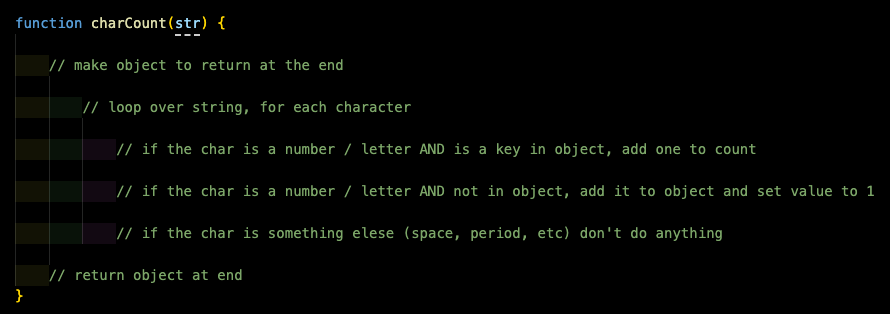 function charCount(str) {
// make object to return at the end
// loop over string, for each character
// if the char is a number / letter AND is a key in object, add one to count
// if the char is a number / letter AND not in object, add it to object and set value to 1
// if the char is something elese (space, period, etc) don't do anything
// return object at end
}